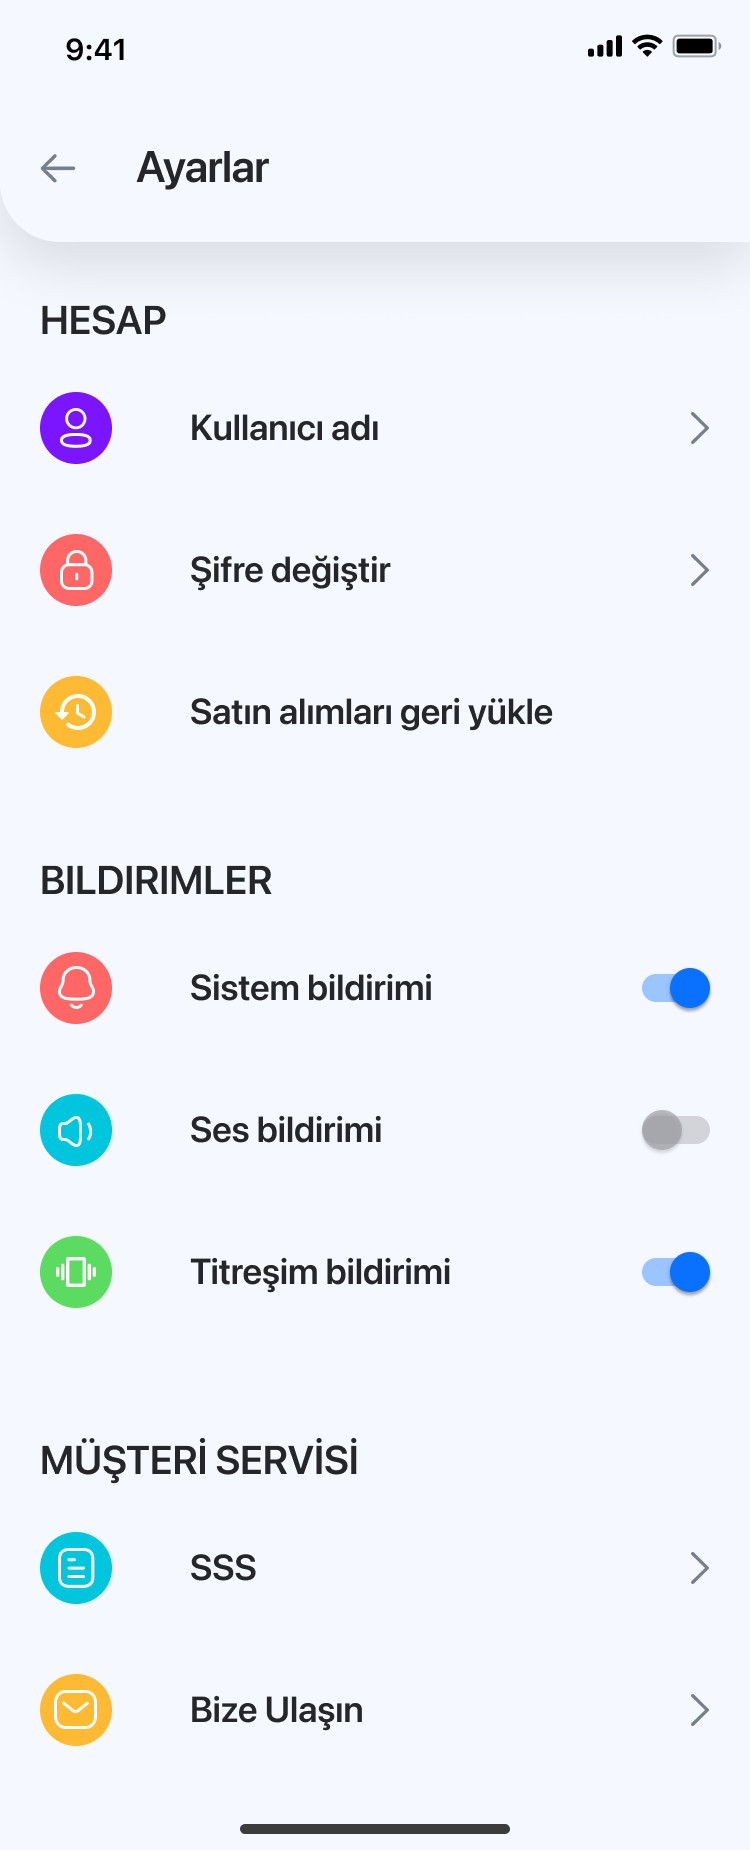 9:41
Ayarlar
HESAP
Kullanıcı adı
Şifre değiştir
Satın alımları geri yükle
BILDIRIMLER
Sistem bildirimi
Ses bildirimi
Titreşim bildirimi
MÜŞTERİ SERVİSİ
SSS
Bize Ulaşın